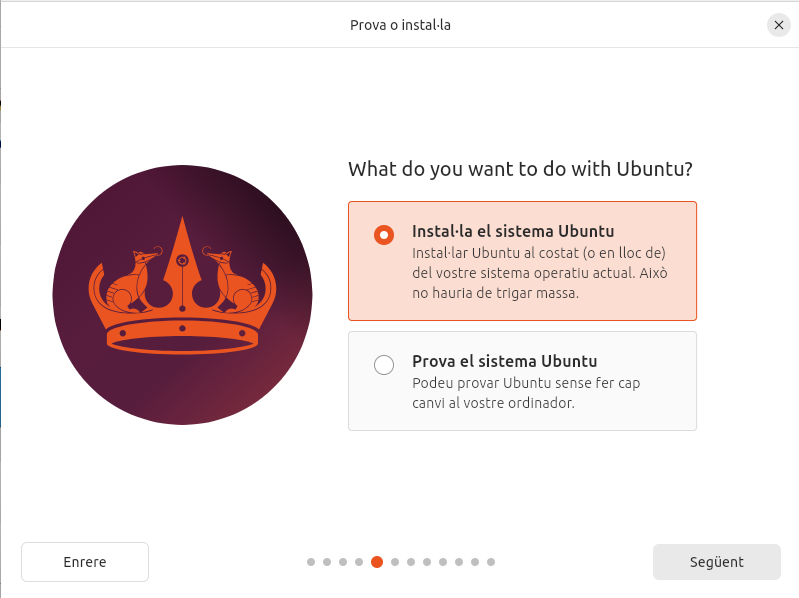 Prova o instal·la
What do you want to do with Ubuntu?
Instal·la el sistema Ubuntu
Instal·lar Ubuntu al costat (o en lloc de)
del vostre sistema operatiu actual. Això
no hauria de trigar massa.
Prova el sistema Ubuntu
Podeu provar Ubuntu sense fer cap
canvi al vostre ordinador.
Enrere
Següent